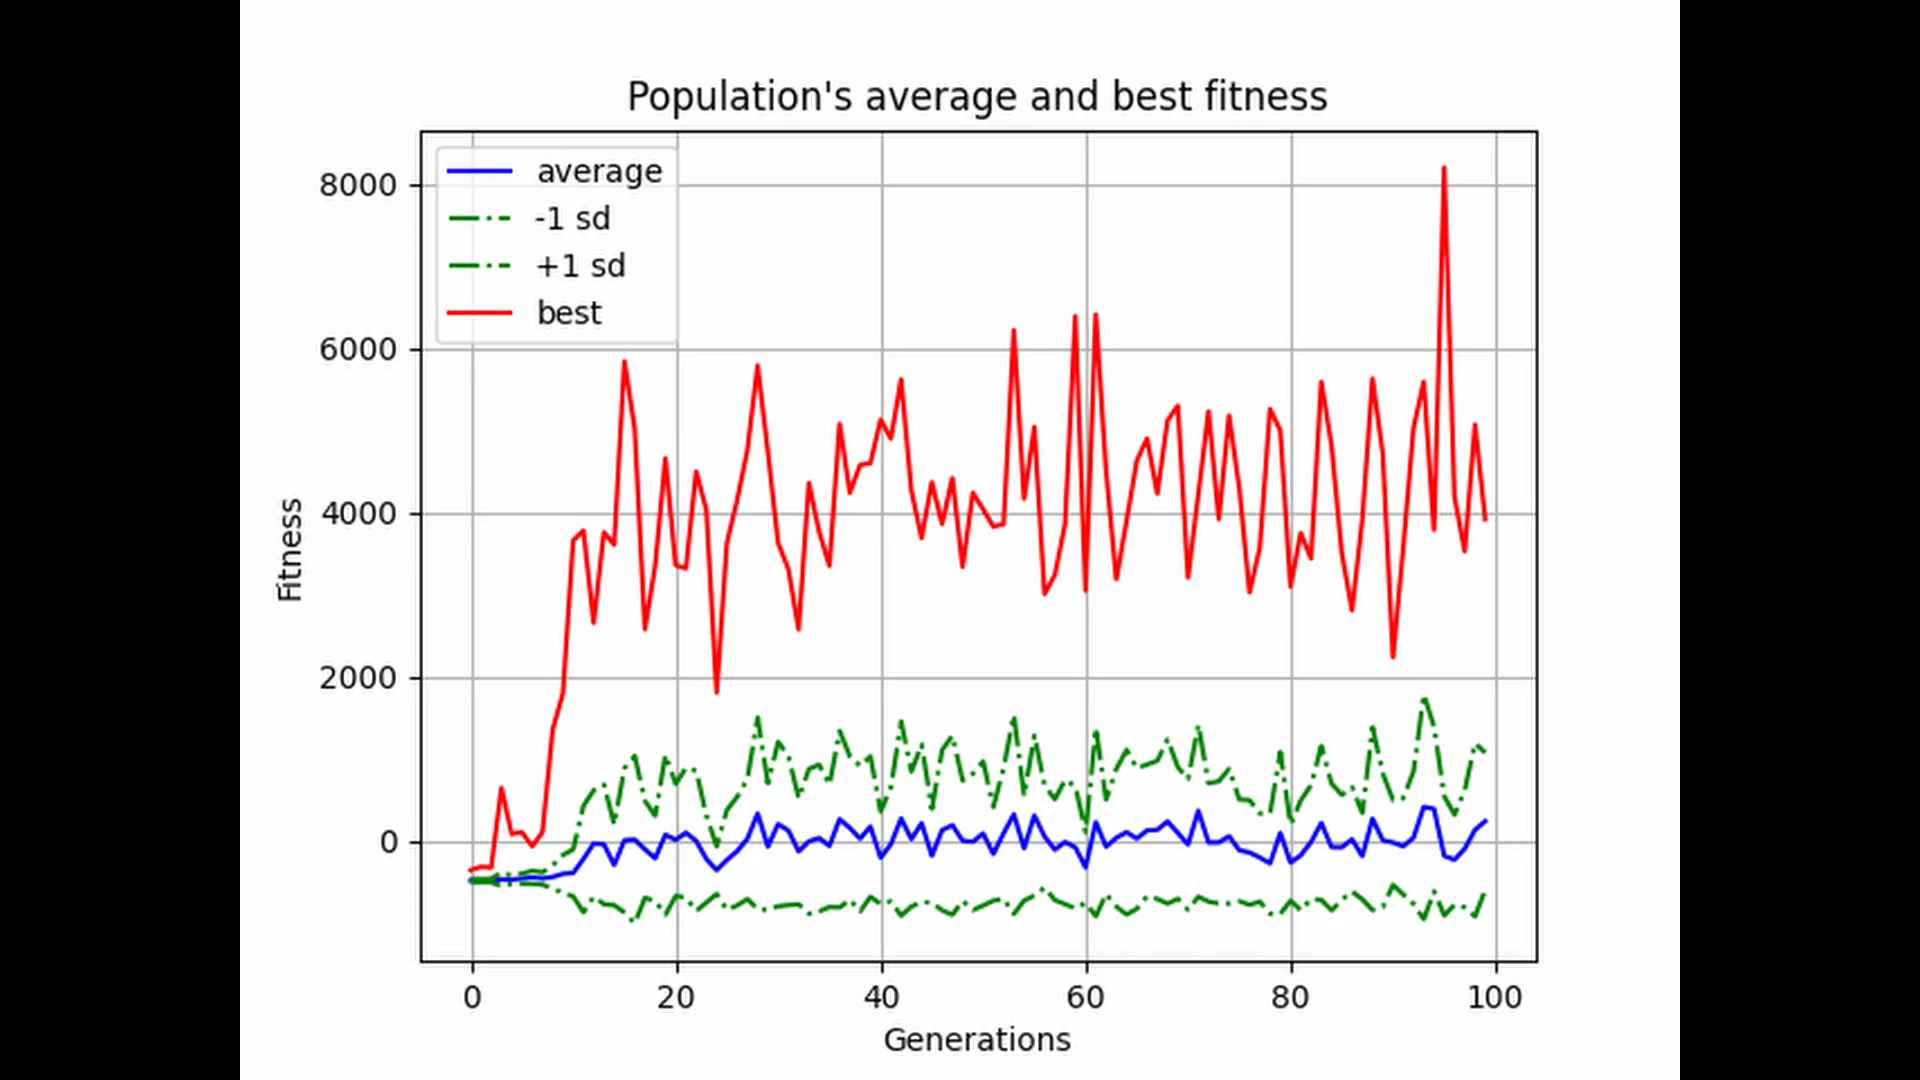 Population's average and best fitness
average
-1 sd
+1 sd
best
8000
6000
4000
2000
0
Fitness
0 20 40 60 80 100
Generations